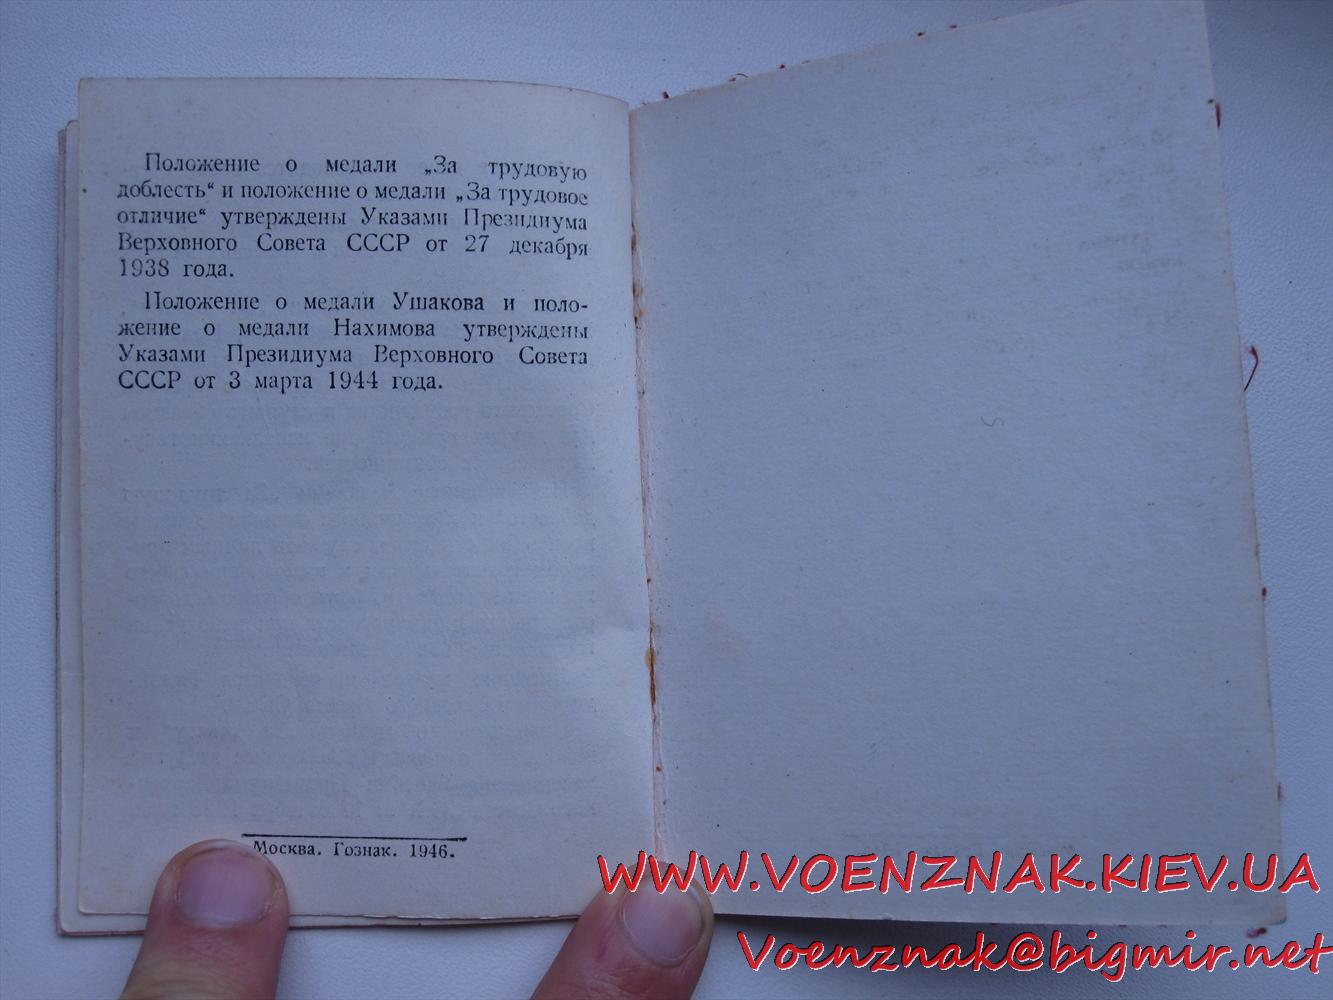 Положение о медали „За трудовую
доблесть“ и положение о медали „За трудовое
отличие“ утверждены Указами Президиума
Верховного Совета СССР от 27 декабря
1938 года.
Положение о медали Ушакова и поло-
жение о медали Нахимова утверждены
Указами Президиума Верховного Совета
СССР от 3 марта 1944 года.
Москва. Гознак. 1946.
WWW.VOENZNAK.KIEV.UA
Voenznak@bigmir.net